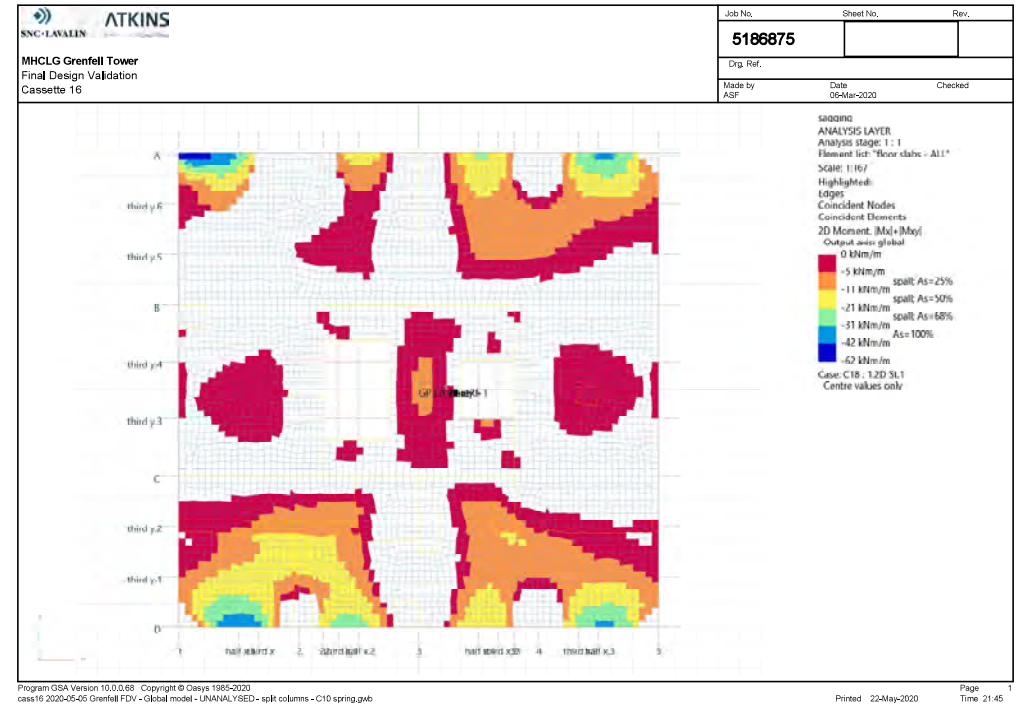 SNC•LAVALIN ATKINS
MHCLG Grenfell Tower
Final Design Validation
Cassette 16
Job No. Sheet No. Rev.
5186875
Drg. Ref.
Made by Date Checked
ASF 06-Mar-2020
sagging
ANALYSIS LAYER
Analysis stage: 1 : 1
Element list: "floor slabs - ALL"
Scale: 1:167
Highlighted:
Edges
Coincident Nodes
Coincident Elements
2D Moment, |Mx|+|Mxy|
Output axis: global
0 kNm/m
-5 kNm/m
spall; As=25%
-11 kNm/m
spall; As=50%
-21 kNm/m
spall; As=68%
-31 kNm/m
As=100%
-42 kNm/m
-62 kNm/m
Case: C18 : 1.2D SL1
Centre values only
A
third y.6
third y.5
B
third y.4
third y.3
C
third y.2
third y.1
D
1 half x 2 3 4 third half x.3 5
Program GSA Version 10.0.0.68 Copyright © Oasys 1985-2020
cass16 2020-05-05 Grenfell FDV - Global model - UNANALYSED - split columns - C10 spring.gwb
Page 1
Printed 22-May-2020 Time 21:45